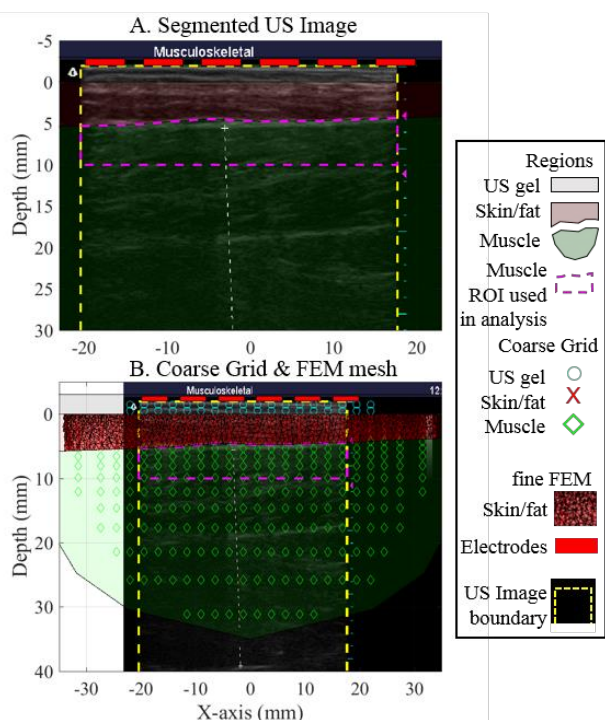 A. Segmented US Image
-5
Musculoskeletal
0
5
10
15
20
25
30
Depth (mm)
-20
-10
0
10
20
B. Coarse Grid & FEM mesh
Musculoskeletal
12
0
10
20
30
40
Depth (mm)
-30
-20
-10
0
10
20
30
X-axis (mm)
Regions
US gel
Skin/fat
Muscle
Muscle
ROI used
in analysis
Coarse Grid
US gel
Skin/fat
Muscle
fine FEM
Skin/fat
Electrodes
US Image
boundary